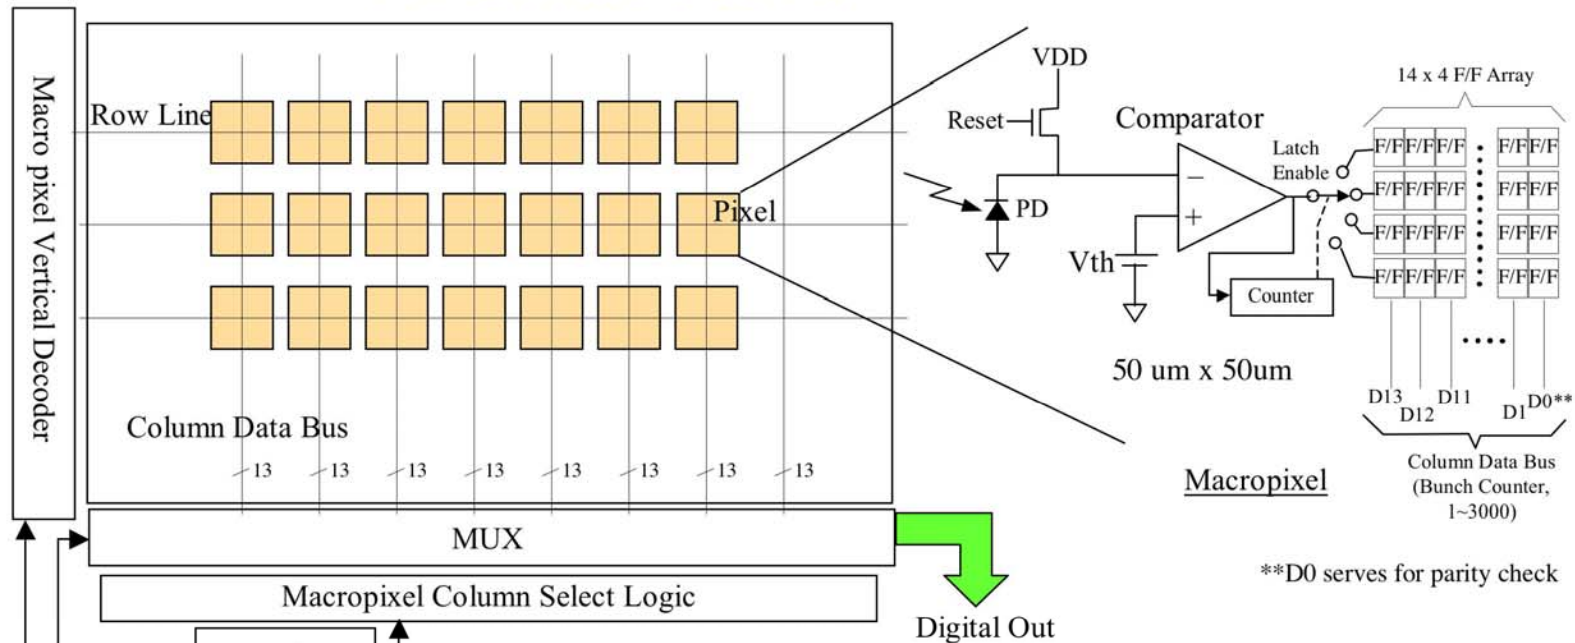 Macro pixel Vertical Decoder
Row Line
Pixel
Column Data Bus
13 13 13 13 13 13 13 13
MUX
Macropixel Column Select Logic
Digital Out
VDD
Reset
PD
Comparator
−
+
Vth
Latch
Enable
Counter
50 um x 50um
14 x 4 F/F Array
F/F F/F F/F F/F F/F
F/F F/F F/F F/F F/F
F/F F/F F/F F/F F/F
F/F F/F F/F F/F F/F
D13 D12 D11 D1 D0**
Column Data Bus
(Bunch Counter,
1~3000)
Macropixel
**D0 serves for parity check